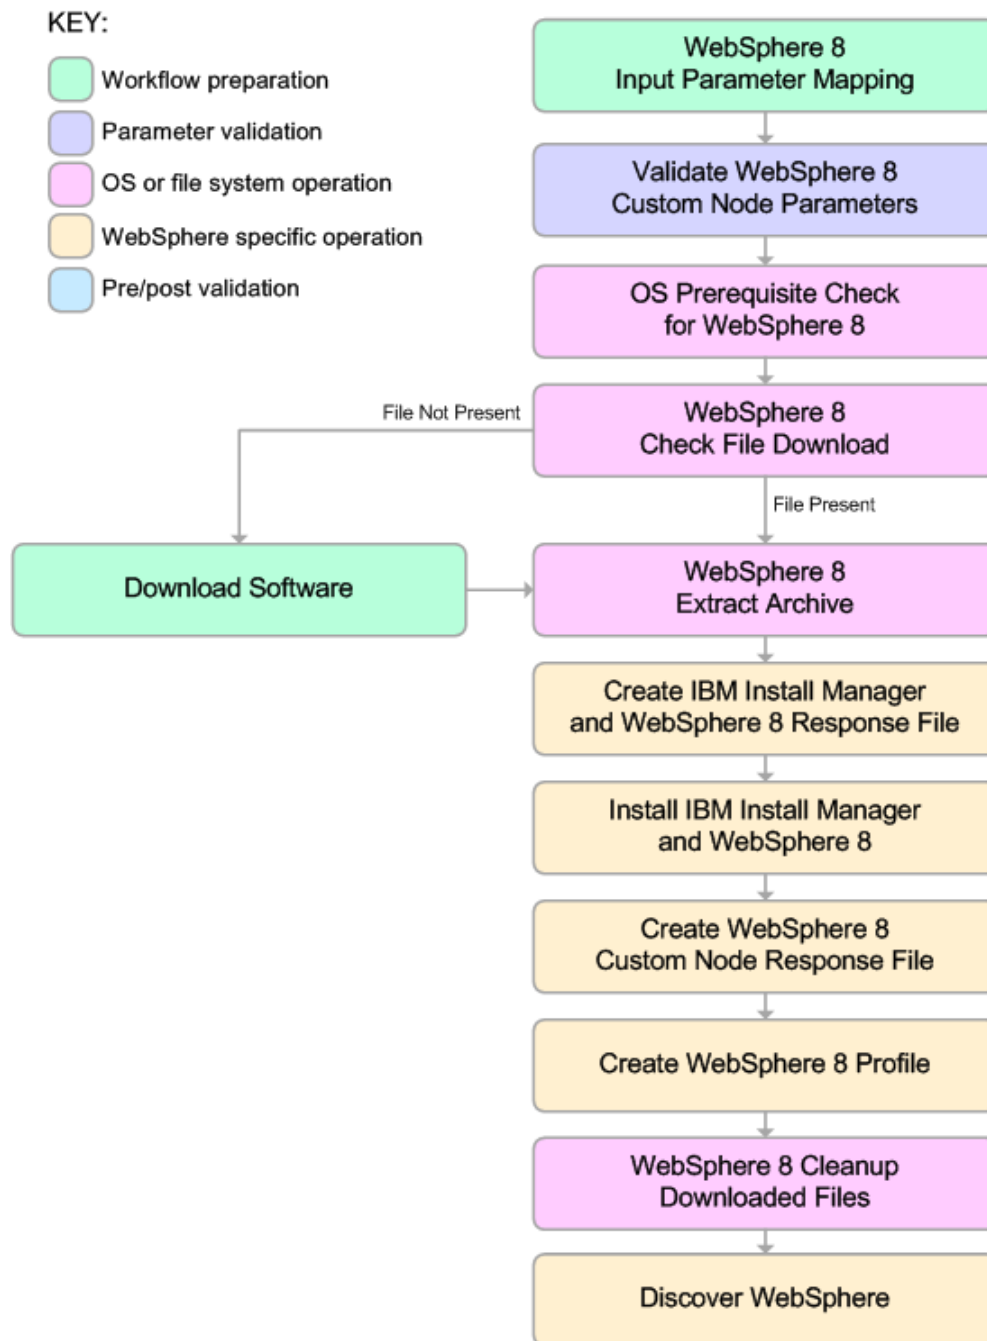 KEY:
Workflow preparation
Parameter validation
OS or file system operation
WebSphere specific operation
Pre/post validation
WebSphere 8
Input Parameter Mapping
Validate WebSphere 8
Custom Node Parameters
OS Prerequisite Check
for WebSphere 8
WebSphere 8
Check File Download
File Not Present
File Present
Download Software
WebSphere 8
Extract Archive
Create IBM Install Manager
and WebSphere 8 Response File
Install IBM Install Manager
and WebSphere 8
Create WebSphere 8
Custom Node Response File
Create WebSphere 8 Profile
WebSphere 8 Cleanup
Downloaded Files
Discover WebSphere